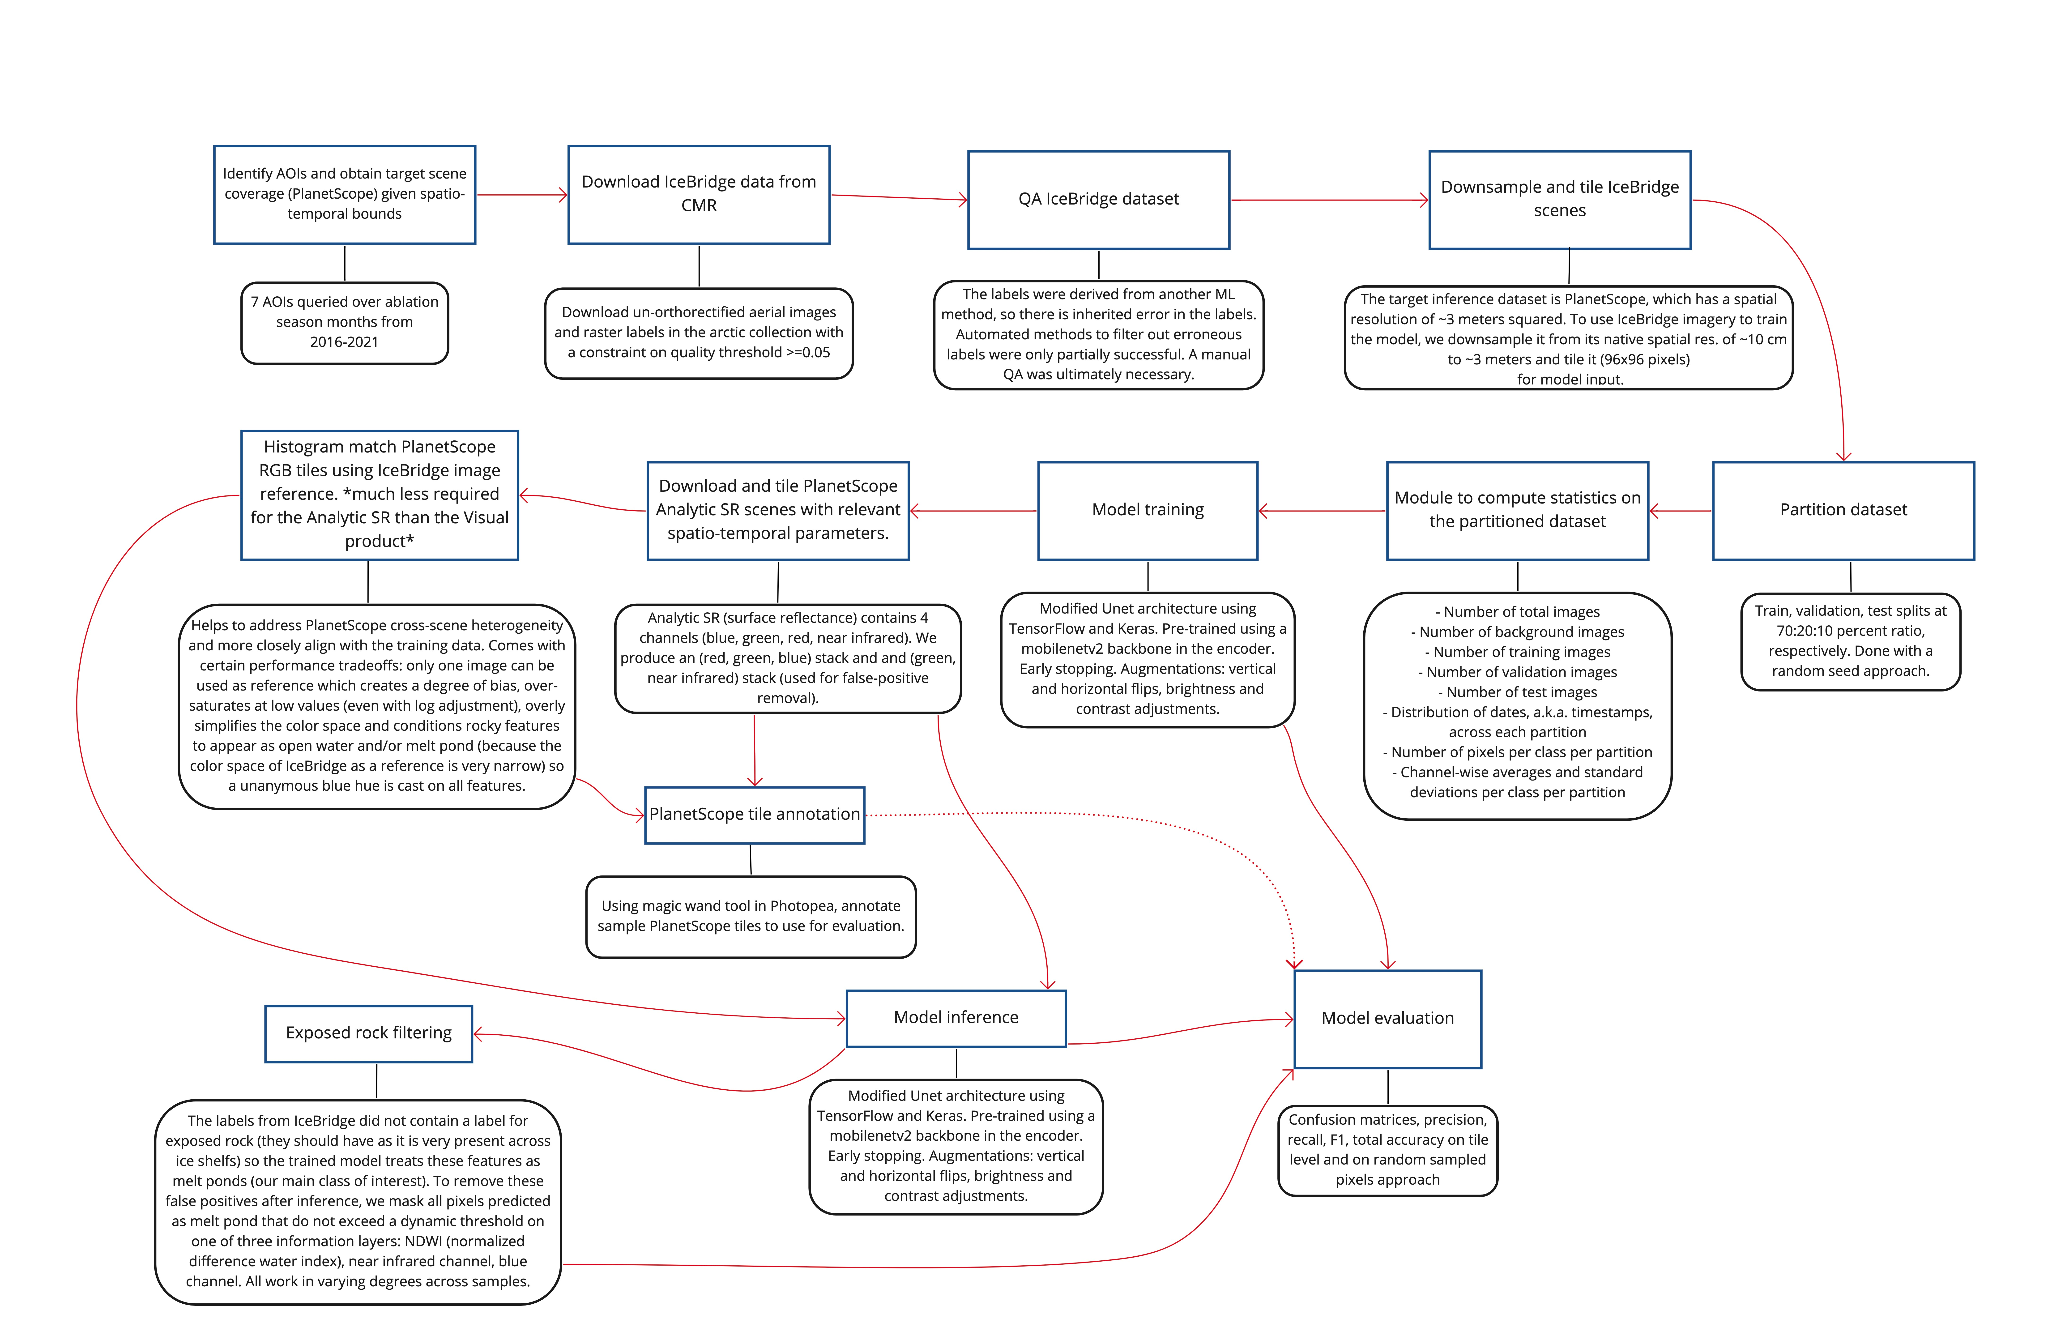 Identify AOIs and obtain target scene
coverage (PlanetScope) given spatio-
temporal bounds
Download IceBridge data from
CMR
QA IceBridge dataset
Downsample and tile IceBridge
scenes
7 AOIs queried over ablation
season months from
2016-2021
Download un-orthorectified aerial images
and raster labels in the arctic collection with
a constraint on quality threshold >=0.05
The labels were derived from another ML
method, so there is inherited error in the labels.
Automated methods to filter out erroneous
labels were only partially successful. A manual
QA was ultimately necessary.
The target inference dataset is PlanetScope, which has a spatial
resolution of ~3 meters squared. To use IceBridge imagery to train
the model, we downsample it from its native spatial res. of ~10 cm
to ~3 meters and tile it (96x96 pixels)
for model input.
Histogram match PlanetScope
RGB tiles using IceBridge image
reference. *much less required
for the Analytic SR than the Visual
product*
Download and tile PlanetScope
Analytic SR scenes with relevant
spatio-temporal parameters.
Model training
Module to compute statistics on
the partitioned dataset
Partition dataset
Helps to address PlanetScope cross-scene heterogeneity
and more closely align with the training data. Comes with
certain performance tradeoffs: only one image can be
used as reference which creates a degree of bias, over-
saturates at low values (even with log adjustment), overly
simplifies the color space and conditions rocky features
to appear as open water and/or melt pond (because the
color space of IceBridge as a reference is very narrow) so
a unanymous blue hue is cast on all features.
Analytic SR (surface reflectance) contains 4
channels (blue, green, red, near infrared). We
produce an (red, green, blue) stack and and (green,
near infrared) stack (used for false-positive
removal).
Modified Unet architecture using
TensorFlow and Keras. Pre-trained using a
mobilenetv2 backbone in the encoder.
Early stopping. Augmentations: vertical
and horizontal flips, brightness and
contrast adjustments.
- Number of total images
- Number of background images
- Number of training images
- Number of validation images
- Number of test images
- Distribution of dates, a.k.a. timestamps,
across each partition
- Number of pixels per class per partition
- Channel-wise averages and standard
deviations per class per partition
Train, validation, test splits at
70:20:10 percent ratio,
respectively. Done with a
random seed approach.
PlanetScope tile annotation
Using magic wand tool in Photopea, annotate
sample PlanetScope tiles to use for evaluation.
Exposed rock filtering
Model inference
Model evaluation
The labels from IceBridge did not contain a label for
exposed rock (they should have as it is very present across
ice shelfs) so the trained model treats these features as
melt ponds (our main class of interest). To remove these
false positives after inference, we mask all pixels predicted
as melt pond that do not exceed a dynamic threshold on
one of three information layers: NDWI (normalized
difference water index), near infrared channel, blue
channel. All work in varying degrees across samples.
Modified Unet architecture using
TensorFlow and Keras. Pre-trained using a
mobilenetv2 backbone in the encoder.
Early stopping. Augmentations: vertical
and horizontal flips, brightness and
contrast adjustments.
Confusion matrices, precision,
recall, F1, total accuracy on tile
level and on random sampled
pixels approach